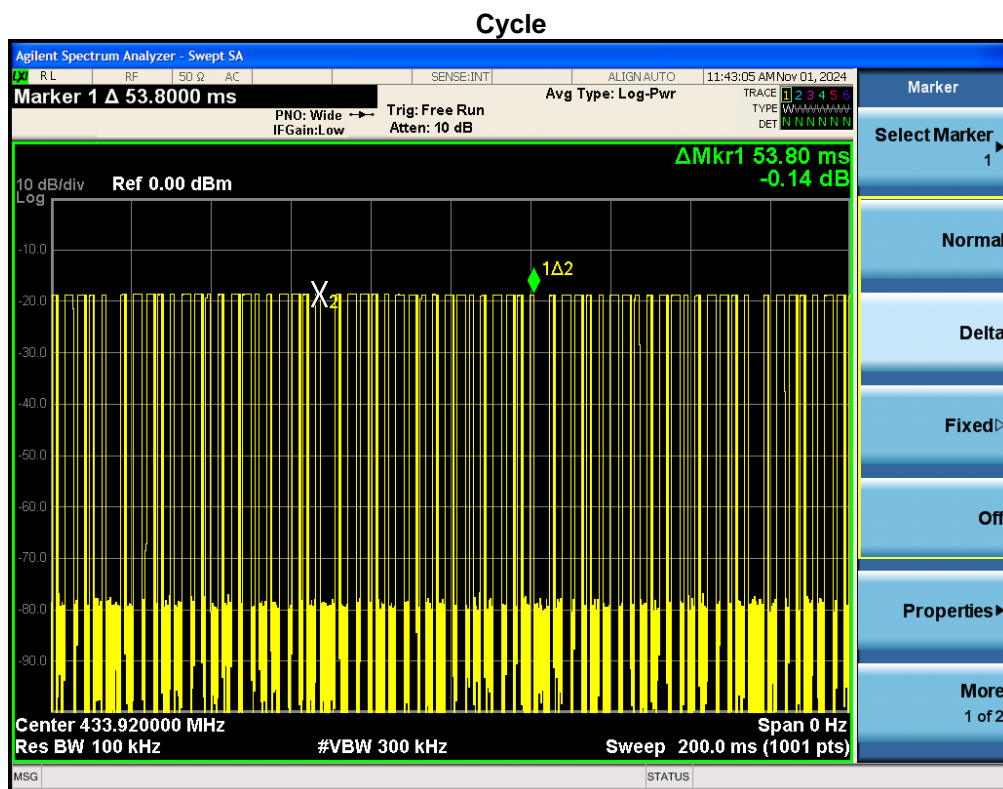 Cycle
Agilent Spectrum Analyzer - Swept SA
LXI RL RF 50 Ω AC SENSE:INT ALIGN AUTO 11:43:05 AM Nov 01, 2024
Marker 1 Δ 53.8000 ms
PNO: Wide
IFGain:Low
Trig: Free Run
Atten: 10 dB
Avg Type: Log-Pwr
TRACE 1 2 3 4 5 6
TYPE WWWWWW
DET N N N N N N
ΔMkr1 53.80 ms
-0.14 dB
10 dB/div Ref 0.00 dBm
Log
-10.0
1Δ2
-20.0
X2
-30.0
-40.0
-50.0
-60.0
-70.0
-80.0
-90.0
Center 433.920000 MHz Span 0 Hz
Res BW 100 kHz #VBW 300 kHz Sweep 200.0 ms (1001 pts)
MSG STATUS
Marker
Select Marker
1
Normal
Delta
Fixed
Off
Properties
More
1 of 2